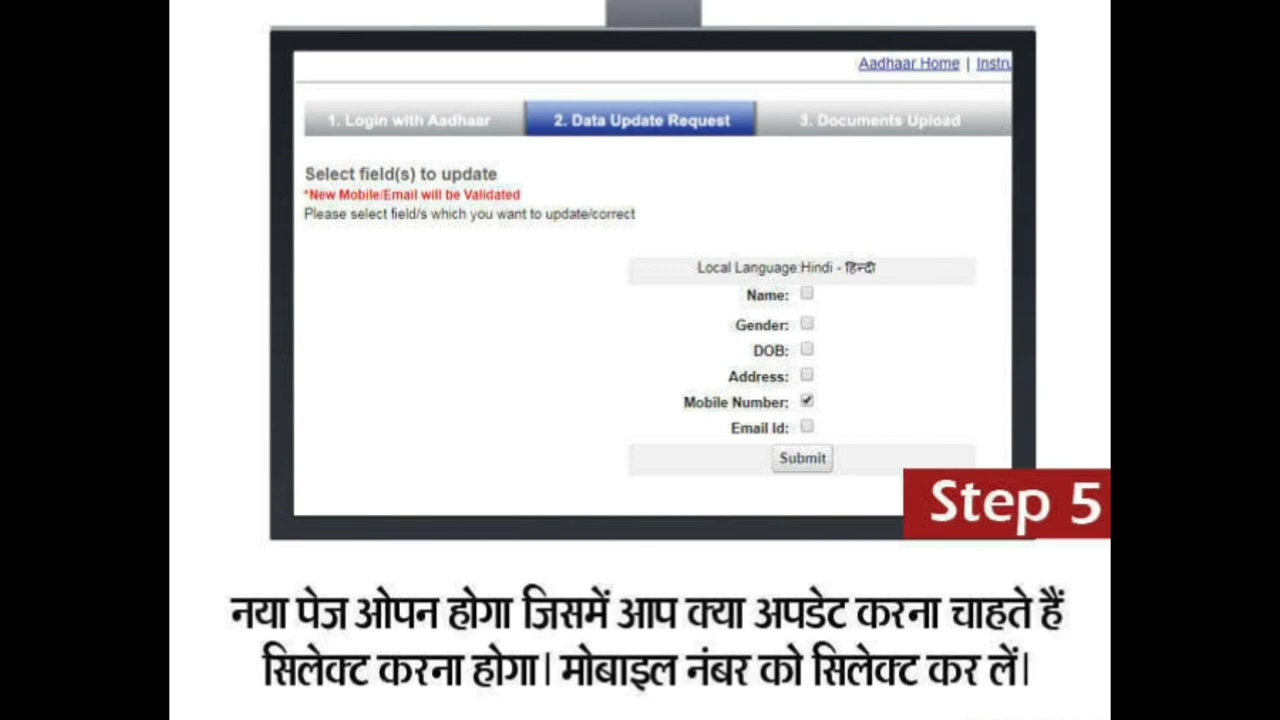 Aadhaar Home | Instru
1. Login with Aadhaar 2. Data Update Request 3. Documents Upload
Select field(s) to update
*New Mobile/Email will be Validated
Please select field/s which you want to update/correct
Local Language:Hindi - हिन्दी
Name:
Gender:
DOB:
Address:
Mobile Number:
Email Id:
Submit
Step 5
नया पेज ओपन होगा जिसमें आप क्या अपडेट करना चाहते हैं
सिलेक्ट करना होगा। मोबाइल नंबर को सिलेक्ट कर लें।